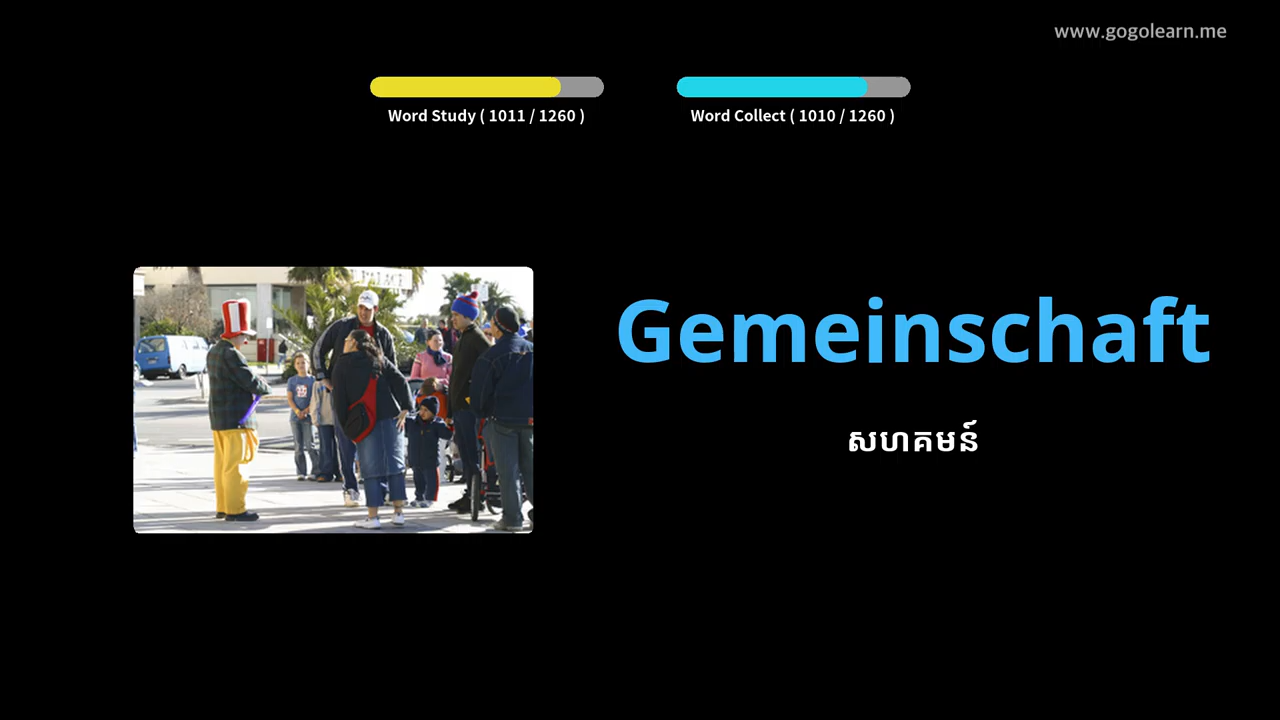 www.gogolearn.me
Word Study ( 1011 / 1260 )
Word Collect ( 1010 / 1260 )
Gemeinschaft
សហគមន៍